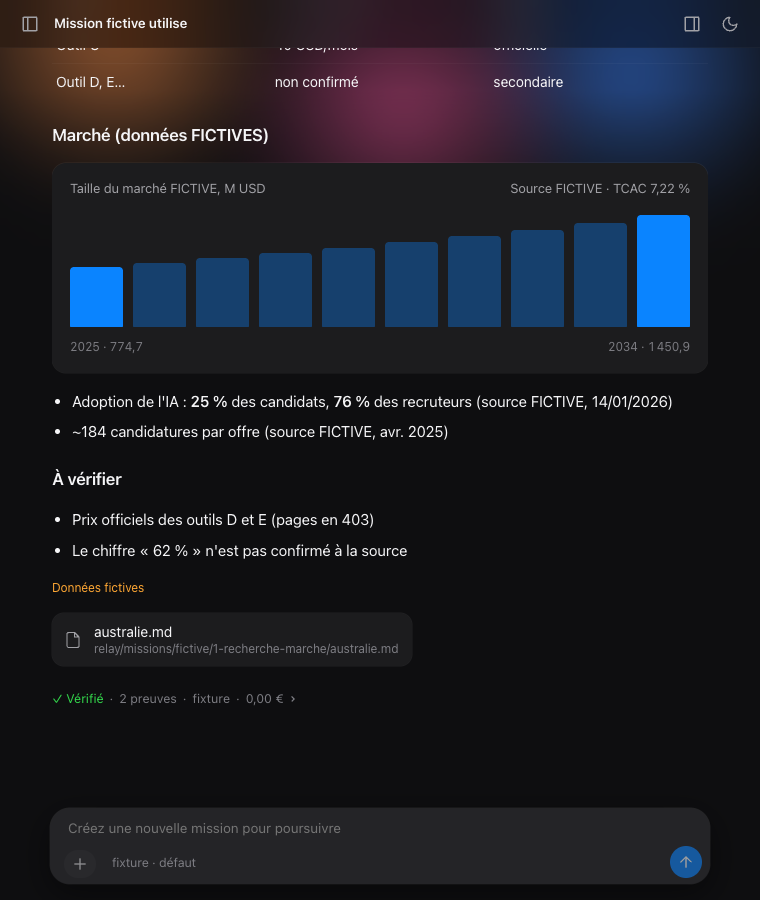 Mission fictive utilise
Outil D, E… non confirmé secondaire
Marché (données FICTIVES)
Taille du marché FICTIVE, M USD Source FICTIVE · TCAC 7,22 %
2025 · 774,7 2034 · 1 450,9
• Adoption de l'IA : 25 % des candidats, 76 % des recruteurs (source FICTIVE, 14/01/2026)
• ~184 candidatures par offre (source FICTIVE, avr. 2025)
À vérifier
• Prix officiels des outils D et E (pages en 403)
• Le chiffre « 62 % » n'est pas confirmé à la source
Données fictives
australie.md
relay/missions/fictive/1-recherche-marche/australie.md
✓ Vérifié · 2 preuves · fixture · 0,00 € ›
Créez une nouvelle mission pour poursuivre
fixture · défaut